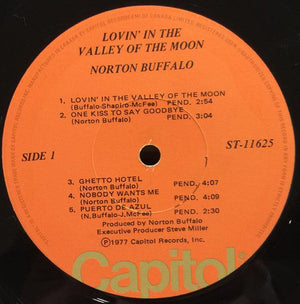 LOVIN' IN THE
VALLEY OF THE MOON
NORTON BUFFALO
1. LOVIN' IN THE VALLEY OF THE MOON
(Buffalo-Shapiro-McFee) PEND. 2:54
2. ONE KISS TO SAY GOODBYE
(Norton Buffalo) PEND. 3:04
SIDE 1
ST-11625
3. GHETTO HOTEL
(Norton Buffalo) PEND. 4:07
4. NOBODY WANTS ME
(Norton Buffalo) PEND. 4:09
5. PUERTO DE AZUL
(N.Buffalo-J.McFee) PEND. 2:30
Produced by Norton Buffalo
Executive Producer Steve Miller
Ⓟ1977 Capitol Records, Inc.
Capitol